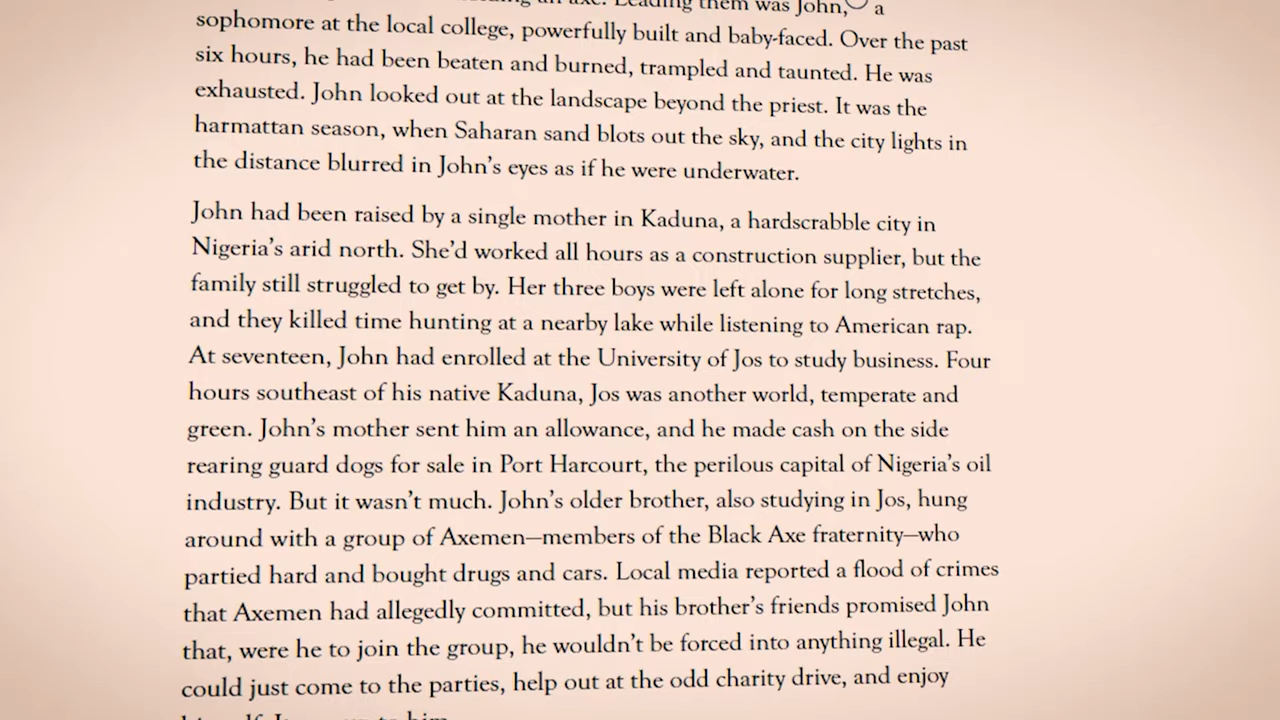 an axe. Leading them was John, a
sophomore at the local college, powerfully built and baby-faced. Over the past
six hours, he had been beaten and burned, trampled and taunted. He was
exhausted. John looked out at the landscape beyond the priest. It was the
harmattan season, when Saharan sand blots out the sky, and the city lights in
the distance blurred in John’s eyes as if he were underwater.
John had been raised by a single mother in Kaduna, a hardscrabble city in
Nigeria’s arid north. She’d worked all hours as a construction supplier, but the
family still struggled to get by. Her three boys were left alone for long stretches,
and they killed time hunting at a nearby lake while listening to American rap.
At seventeen, John had enrolled at the University of Jos to study business. Four
hours southeast of his native Kaduna, Jos was another world, temperate and
green. John’s mother sent him an allowance, and he made cash on the side
rearing guard dogs for sale in Port Harcourt, the perilous capital of Nigeria’s oil
industry. But it wasn’t much. John’s older brother, also studying in Jos, hung
around with a group of Axemen—members of the Black Axe fraternity—who
partied hard and bought drugs and cars. Local media reported a flood of crimes
that Axemen had allegedly committed, but his brother’s friends promised John
that, were he to join the group, he wouldn’t be forced into anything illegal. He
could just come to the parties, help out at the odd charity drive, and enjoy
him.